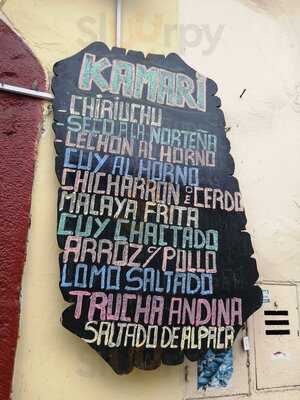 Sluurpy
KAMARI
- CHIRIUCHU
SECO A LA NORTEÑA
- LECHON AL HORNO
CUY AL HORNO
CHICHARRON DE CERDO
MALAYA FRITA
CUY CHACTADO
ARROZ Y POLLO
LOMO SALTADO
TRUCHA ANDINA
SALTADO DE ALPACA